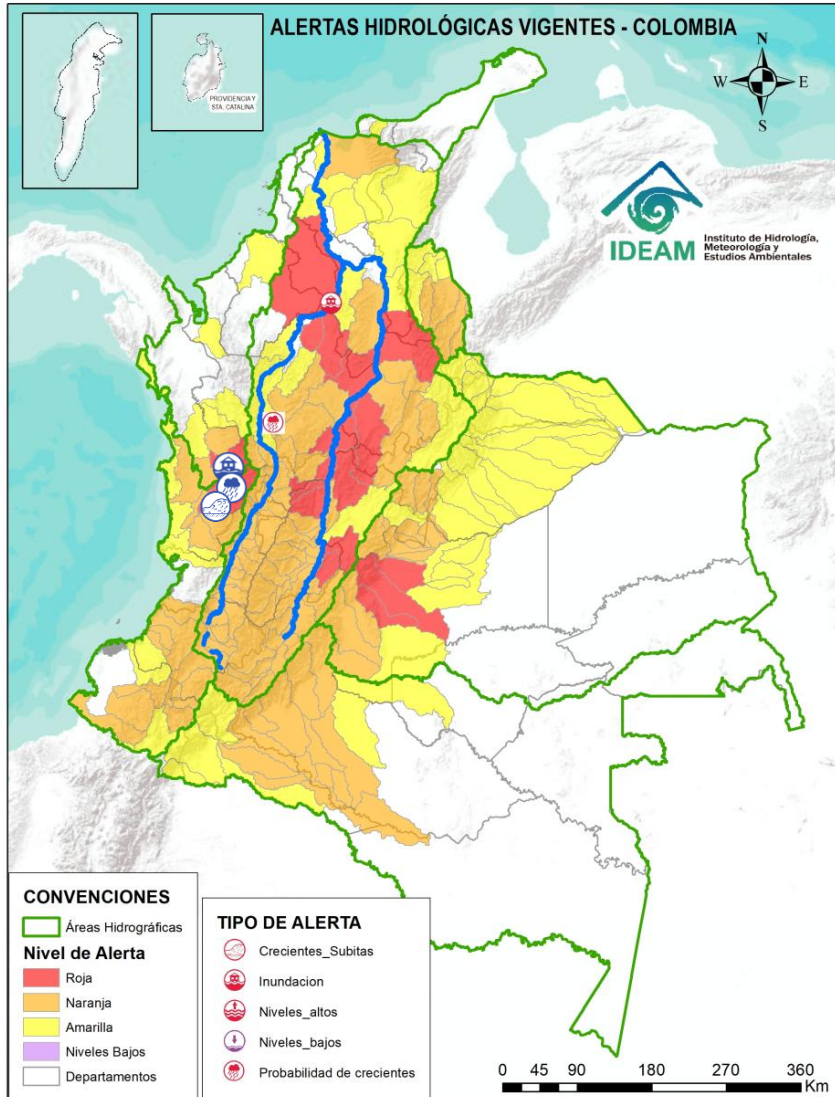 ALERTAS HIDROLÓGICAS VIGENTES - COLOMBIA
PROVIDENCIA Y
STA. CATALINA
N
W
E
S
IDEAM
Instituto de Hidrología,
Meteorología y
Estudios Ambientales
CONVENCIONES
Áreas Hidrográficas
Nivel de Alerta
Roja
Naranja
Amarilla
Niveles Bajos
Departamentos
TIPO DE ALERTA
Crecientes_Subitas
Inundacion
Niveles_altos
Niveles_bajos
Probabilidad de crecientes
0 45 90 180 270 360
Km